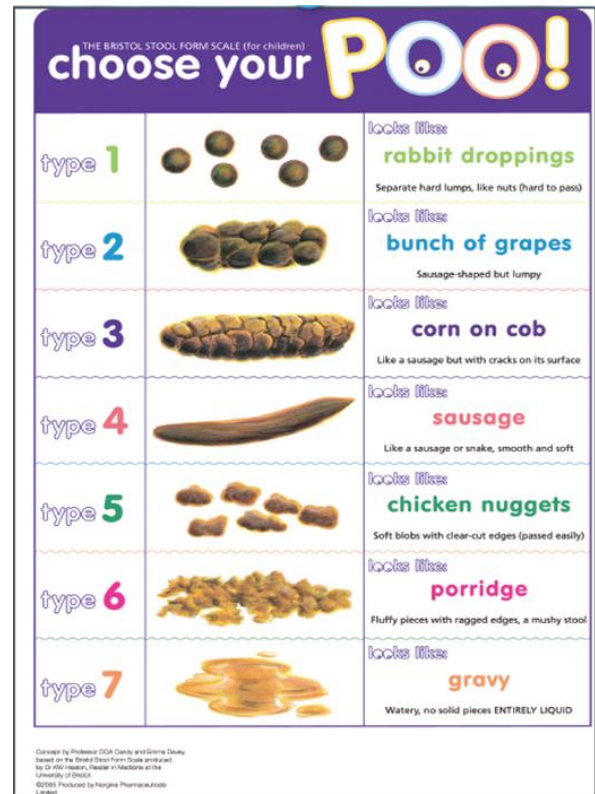 THE BRISTOL STOOL FORM SCALE (for children)
choose your POO!
type 1
looks like:
rabbit droppings
Separate hard lumps, like nuts (hard to pass)
type 2
looks like:
bunch of grapes
Sausage-shaped but lumpy
type 3
looks like:
corn on cob
Like a sausage but with cracks on its surface
type 4
looks like:
sausage
Like a sausage or snake, smooth and soft
type 5
looks like:
chicken nuggets
Soft blobs with clear-cut edges (passed easily)
type 6
looks like:
porridge
Fluffy pieces with ragged edges, a mushy stool
type 7
looks like:
gravy
Watery, no solid pieces ENTIRELY LIQUID
Concept by Professor DCA Candy and Emma Davey,
based on the Bristol Stool Form Scale produced
by Dr KW Heaton, Reader in Medicine at the
University of Bristol.
©2005 Produced by Norgine Pharmaceuticals
Limited